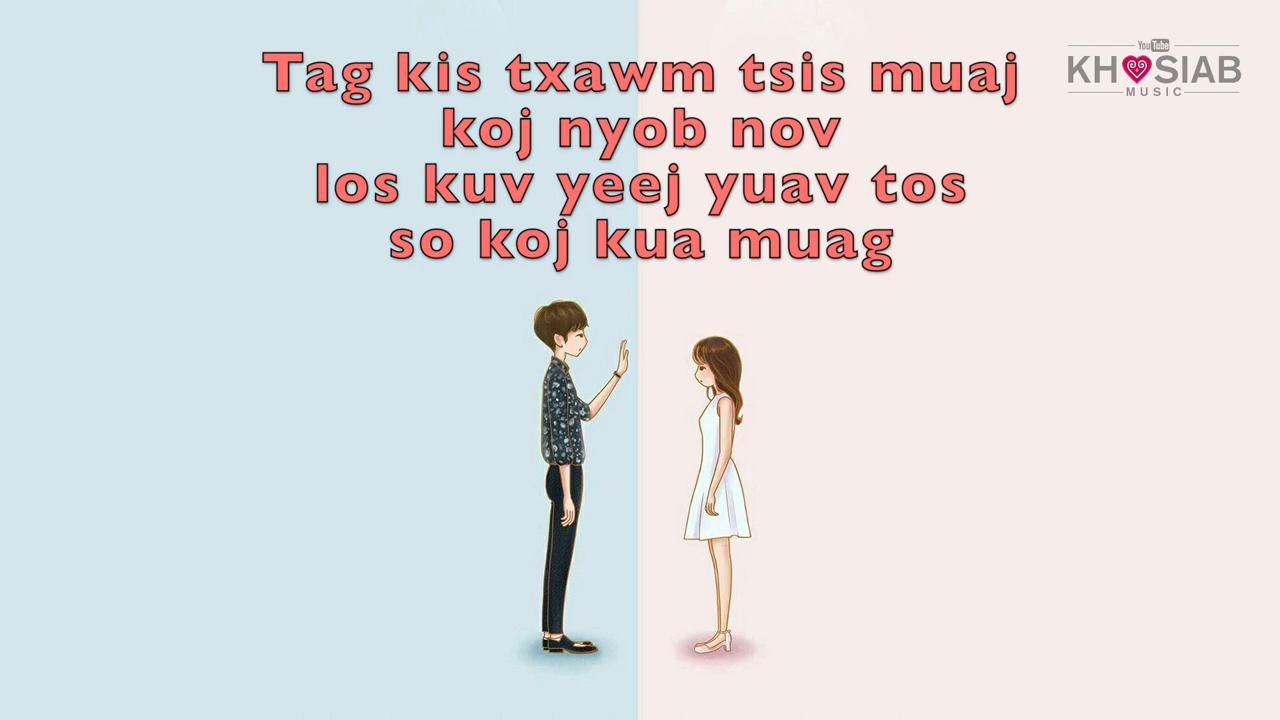 Tag kis txawm tsis muaj
koj nyob nov
los kuv yeej yuav tos
so koj kua muag
YouTube
KHOSIAB
MUSIC